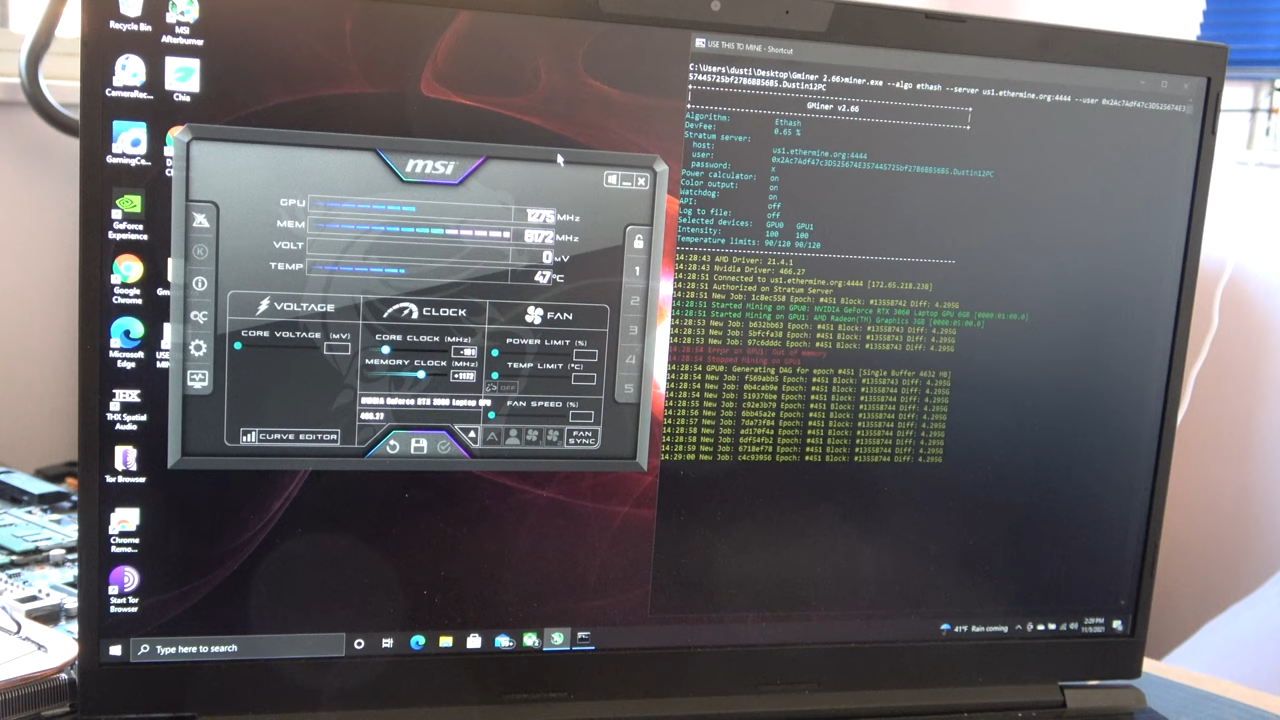 Recycle Bin
MSI Afterburner
CameraRec...
Chia
GamingCe...
GeForce Experience
Google Chrome
Microsoft Edge
THX Spatial Audio
Tor Browser
Chrome Remo...
Start Tor Browser
msi
GPU 1275 MHz
MEM 8172 MHz
VOLT 0 mV
TEMP 47 °C
VOLTAGE
CLOCK
FAN
CORE VOLTAGE (MV)
CORE CLOCK (MHz)
MEMORY CLOCK (MHz)
+1172
POWER LIMIT (%)
TEMP LIMIT (°C)
OFF
FAN SPEED (%)
NVIDIA GeForce RTX 3060 Laptop GPU
466.27
CURVE EDITOR
FAN SYNC
1
2
3
4
5
USE THIS TO MINE - Shortcut
C:\Users\dusti\Desktop\Gminer 2.66>miner.exe --algo ethash --server us1.ethermine.org:4444 --user
GMiner v2.66
Algorithm: Ethash
DevFee: 0.65 %
Stratum server:
host: us1.ethermine.org:4444
user:
password: x
Power calculator: on
Color output: on
Watchdog: on
API: off
Log to file: off
Selected devices: GPU0 GPU1
Intensity: 100 100
Temperature limits: 90/120 90/120
14:28:43 AMD Driver: 21.4.1
14:28:43 Nvidia Driver: 466.27
14:28:51 Connected to us1.ethermine.org:4444 [172.65.218.238]
14:28:51 Authorized on Stratum Server
14:28:51 New Job: 1c8ec558 Epoch: #451 Block: #13558742 Diff: 4.295G
14:28:51 Started Mining on GPU0: NVIDIA GeForce RTX 3060 Laptop GPU 6GB [0000:01:00.0]
14:28:51 Started Mining on GPU1: AMD Radeon(TM) Graphics 3GB [0000:05:00.0]
14:28:53 New Job: b632bb63 Epoch: #451 Block: #13558743 Diff: 4.295G
14:28:53 New Job: 5bfcfa38 Epoch: #451 Block: #13558743 Diff: 4.295G
14:28:53 New Job: 97c6dddc Epoch: #451 Block: #13558743 Diff: 4.295G
14:28:54 Error on GPU1: Out of memory
14:28:54 Stopped Mining on GPU1
14:28:54 GPU0: Generating DAG for epoch #451 [Single Buffer 4632 MB]
14:28:54 New Job: f569abb5 Epoch: #451 Block: #13558743 Diff: 4.295G
14:28:54 New Job: 0b4cab9e Epoch: #451 Block: #13558744 Diff: 4.295G
14:28:54 New Job: 519376be Epoch: #451 Block: #13558744 Diff: 4.295G
14:28:55 New Job: c92e3b79 Epoch: #451 Block: #13558744 Diff: 4.295G
14:28:56 New Job: 6bb45a2e Epoch: #451 Block: #13558744 Diff: 4.295G
14:28:57 New Job: 7da73f84 Epoch: #451 Block: #13558744 Diff: 4.295G
14:28:58 New Job: ad170f4a Epoch: #451 Block: #13558744 Diff: 4.295G
14:28:58 New Job: 6df54fb2 Epoch: #451 Block: #13558744 Diff: 4.295G
14:28:59 New Job: 6718ef78 Epoch: #451 Block: #13558744 Diff: 4.295G
14:29:00 New Job: c4c93956 Epoch: #451 Block: #13558744 Diff: 4.295G
Type here to search
41°F Rain coming
2:29 PM
11/5/2021